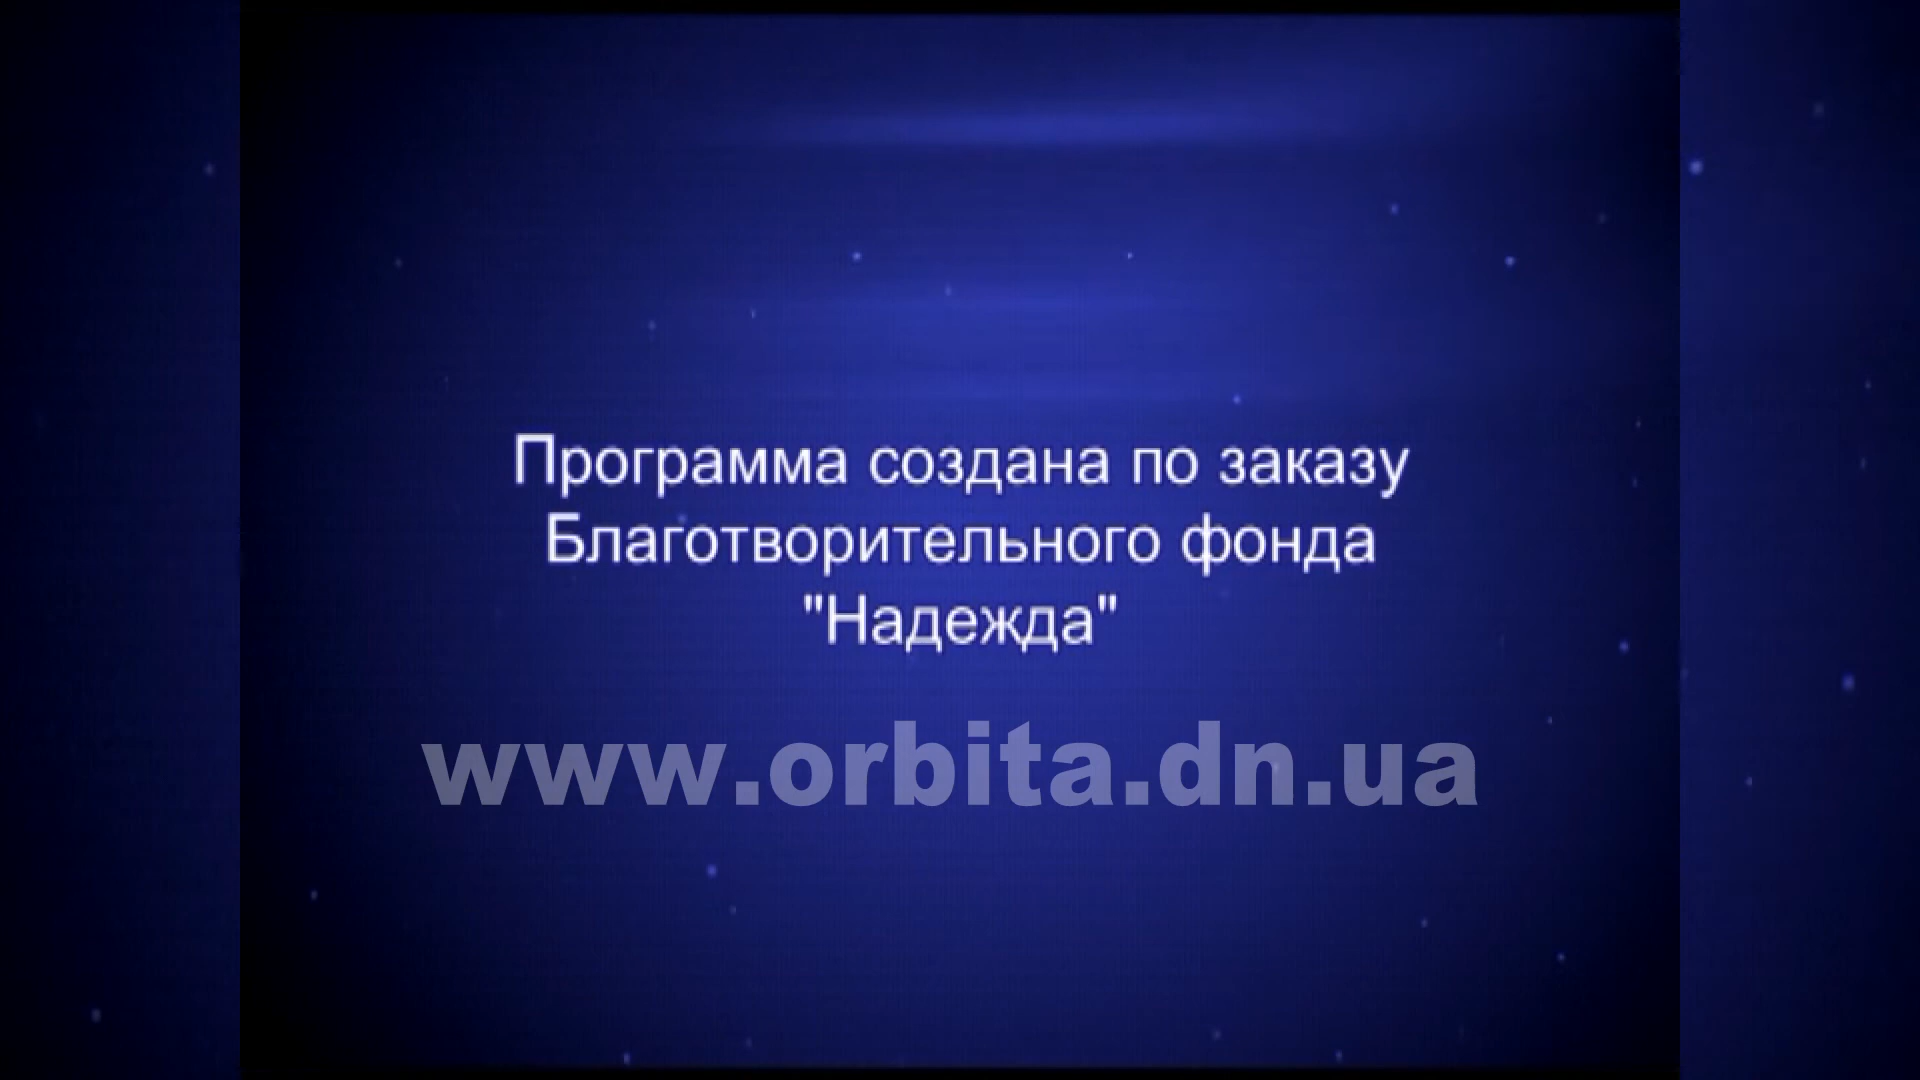 Программа создана по заказу
Благотворительного фонда
"Надежда"
www.orbita.dn.ua